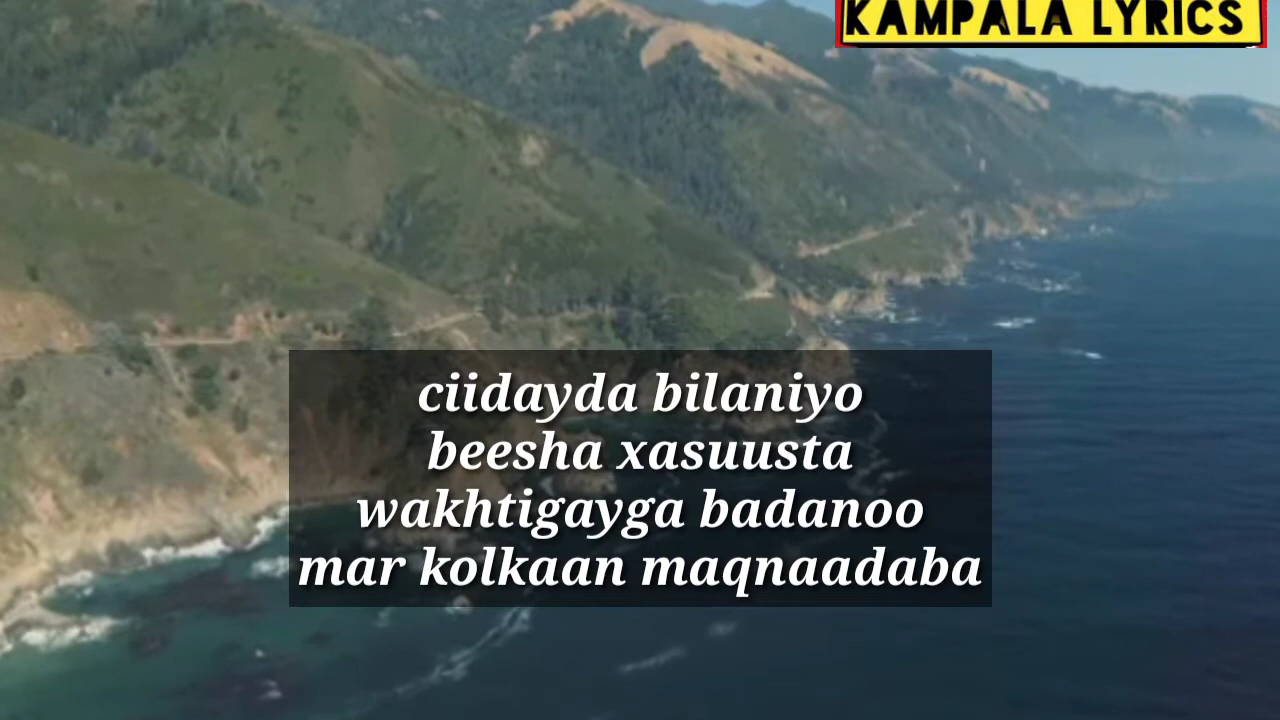 KAMPALA LYRICS
ciidayda bilaniyo
beesha xasuusta
wakhtigayga badanoo
mar kolkaan maqnaadaba